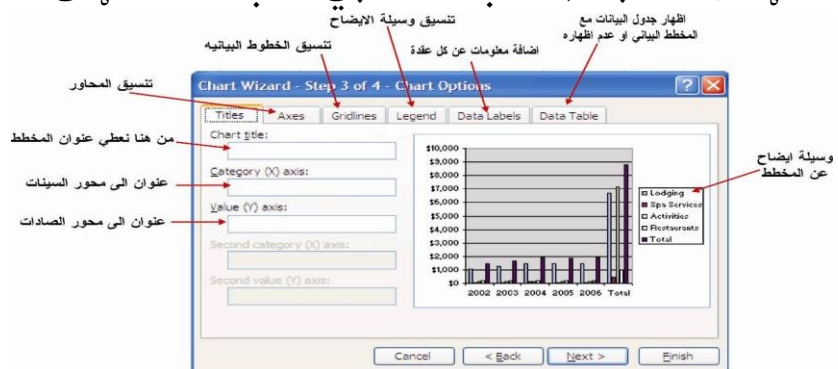 اظهار جدول البيانات مع
المخطط البياني او عدم اظهاره
تنسيق وسيلة الايضاح
اضافة معلومات عن كل عقدة
تنسيق الخطوط البيانيه
تنسيق المحاور
Chart Wizard - Step 3 of 4 - Chart Options
Titles Axes Gridlines Legend Data Labels Data Table
من هنا نعطي عنوان المخطط
Chart title:
Category (X) axis:
عنوان الى محور السينات
Value (Y) axis:
عنوان الى محور الصادات
Second category (X) axis:
Second value (Y) axis:
$10,000
$9,000
$8,000
$7,000
$6,000
$5,000
$4,000
$3,000
$2,000
$1,000
$0
2002 2003 2004 2005 2006 Total
Lodging
Spa Services
Activities
Restaurants
Total
وسيلة ايضاح
عن المخطط
Cancel < Back Next > Finish